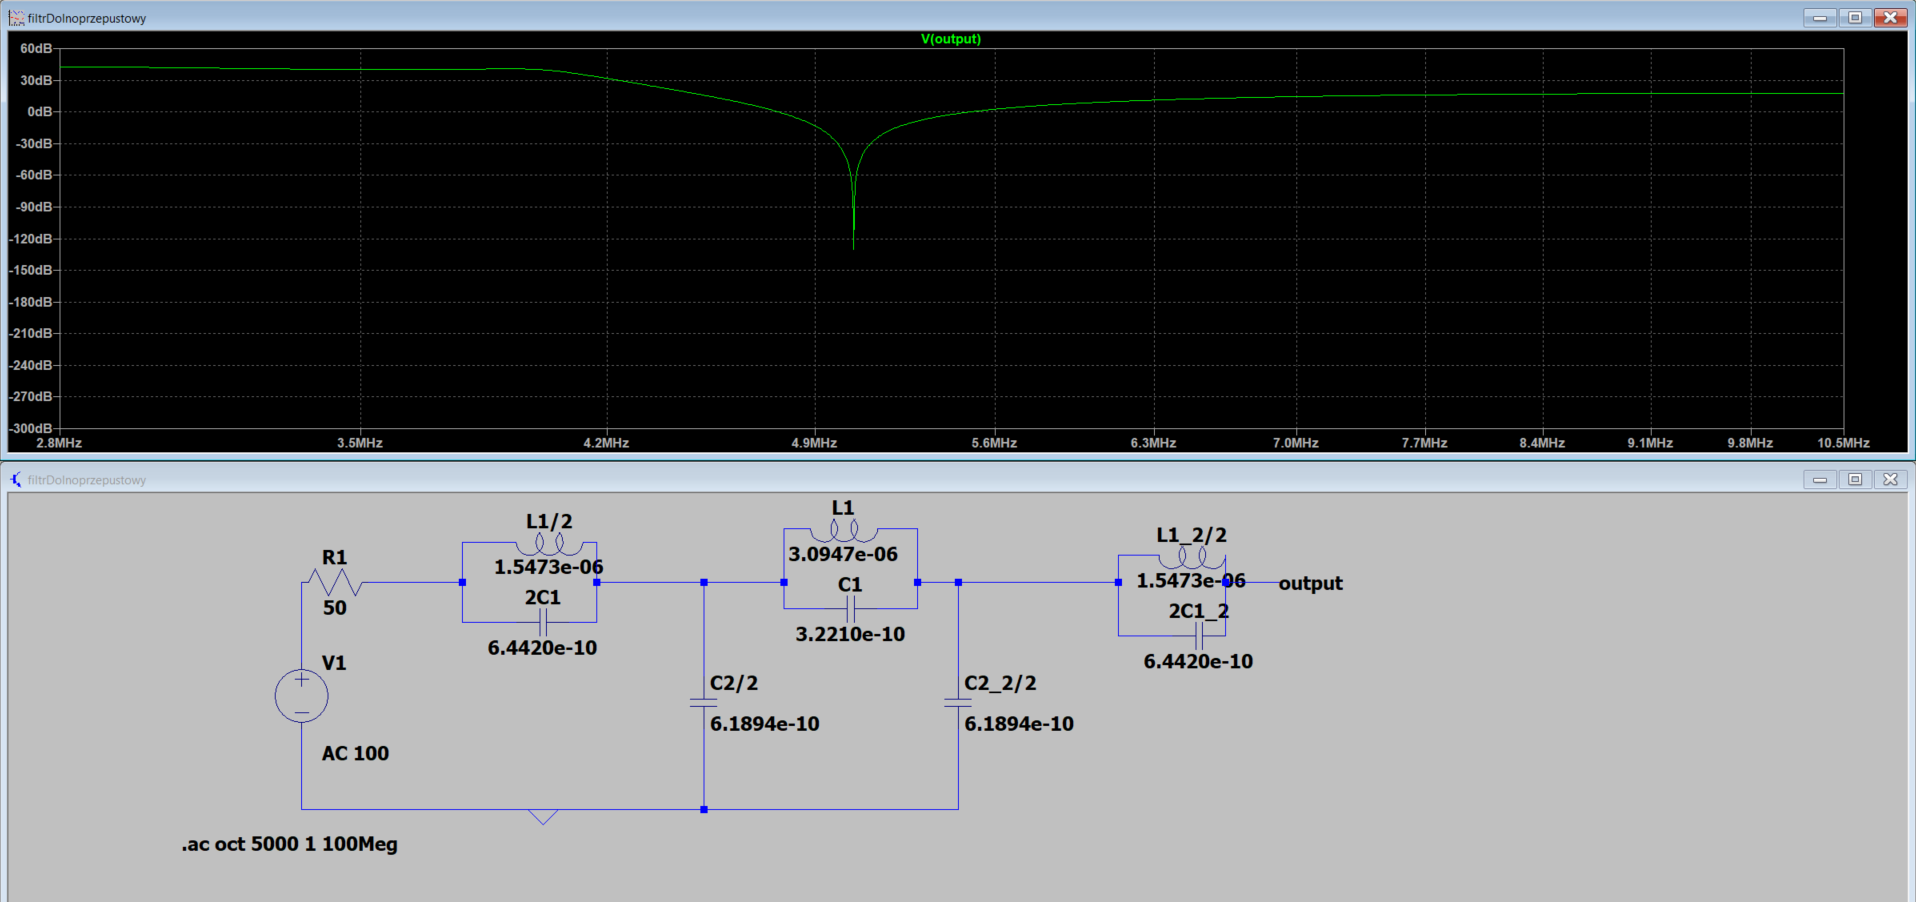 filtrDolnoprzepustowy
V(output)
60dB
30dB
0dB
-30dB
-60dB
-90dB
-120dB
-150dB
-180dB
-210dB
-240dB
-270dB
-300dB
2.8MHz 3.5MHz 4.2MHz 4.9MHz 5.6MHz 6.3MHz 7.0MHz 7.7MHz 8.4MHz 9.1MHz 9.8MHz 10.5MHz
filtrDolnoprzepustowy
R1
50
V1
AC 100
L1/2
1.5473e-06
2C1
6.4420e-10
C2/2
6.1894e-10
L1
3.0947e-06
C1
3.2210e-10
C2_2/2
6.1894e-10
L1_2/2
1.5473e-06
2C1_2
6.4420e-10
output
.ac oct 5000 1 100Meg